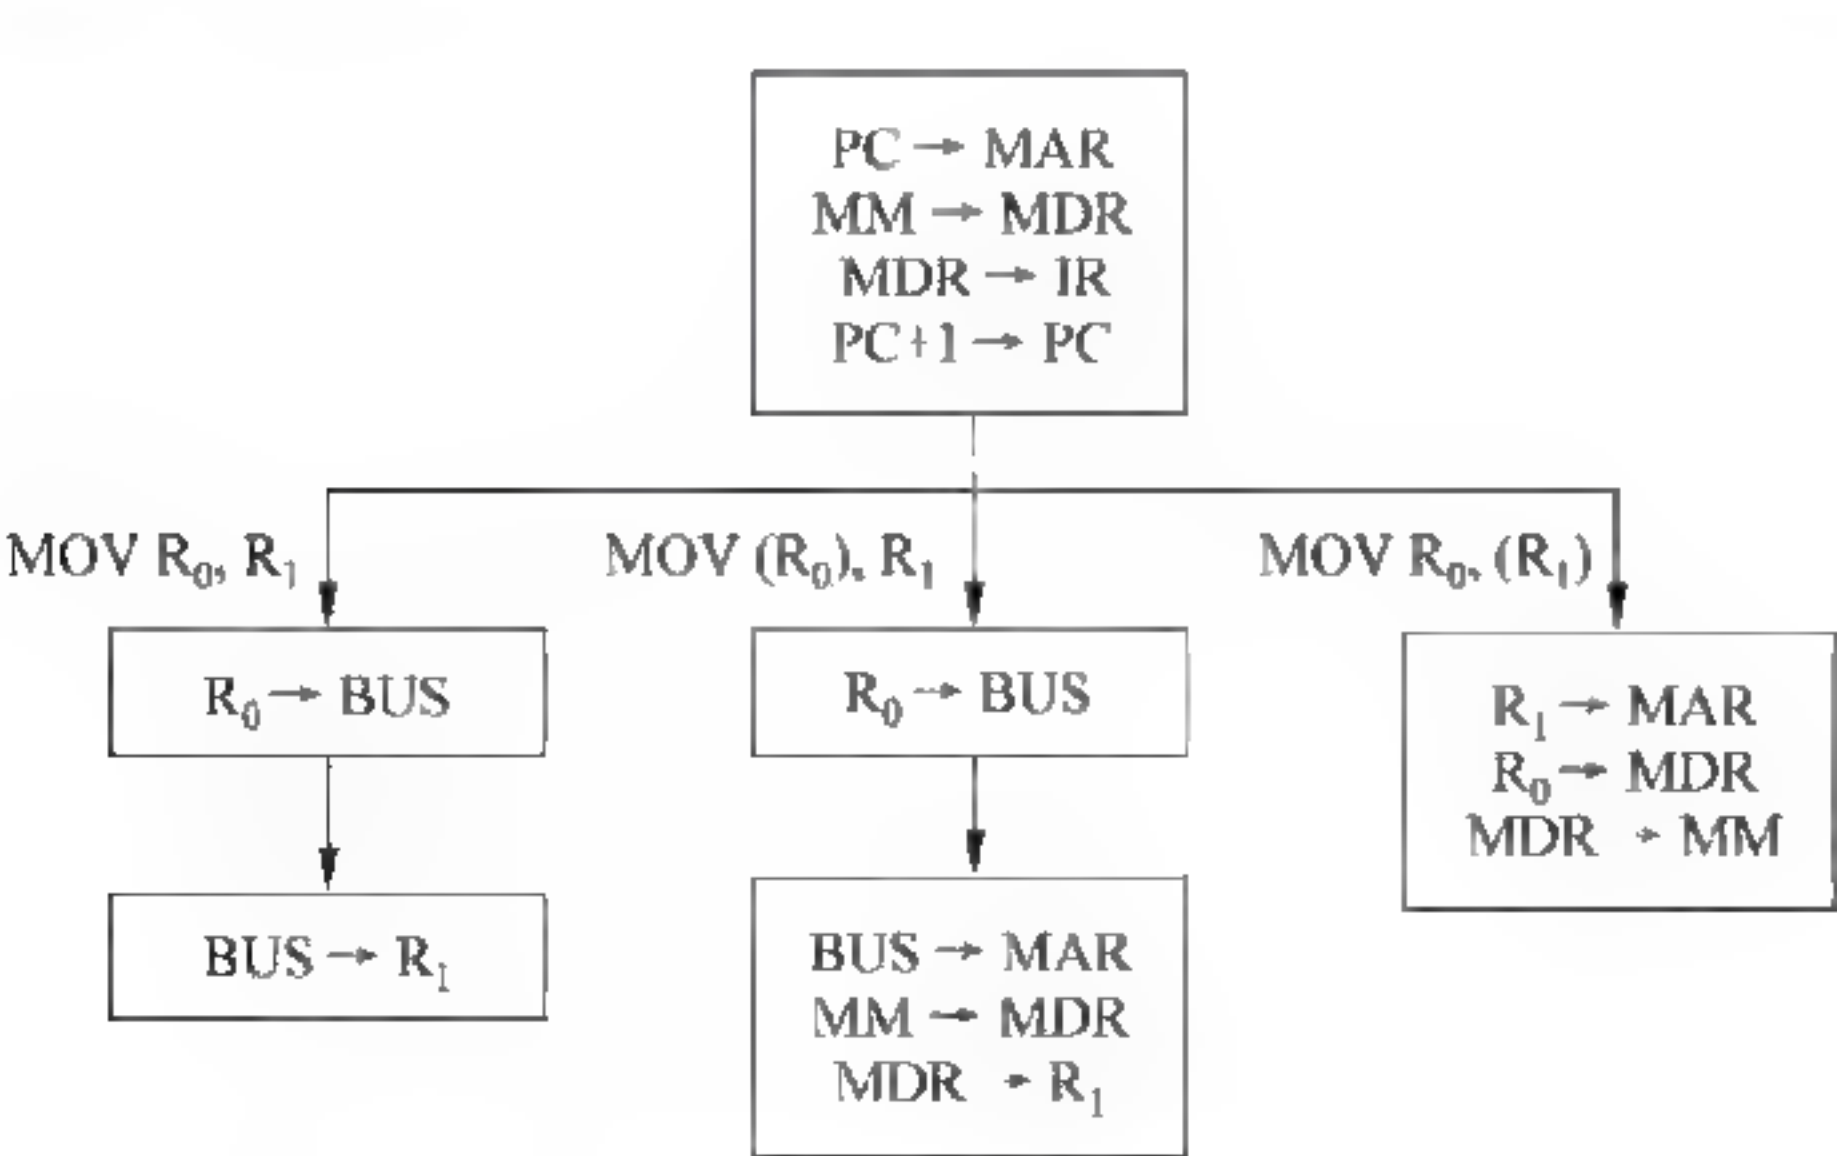 PC → MAR
MM → MDR
MDR → IR
PC+1 → PC
MOV R₀, R₁
R₀ → BUS
BUS → R₁
MOV (R₀), R₁
R₀ → BUS
BUS → MAR
MM → MDR
MDR → R₁
MOV R₀, (R₁)
R₁ → MAR
R₀ → MDR
MDR → MM